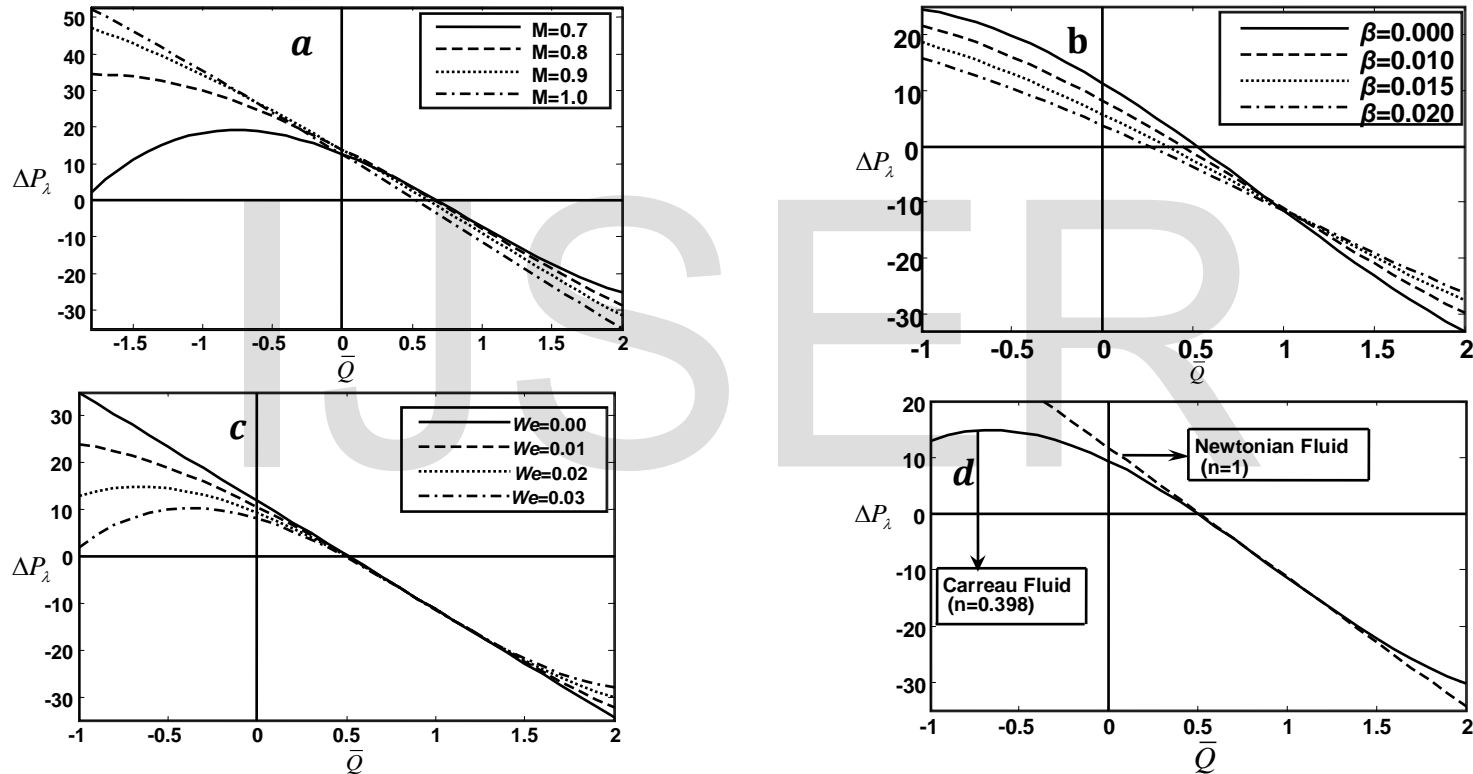 a
M=0.7
M=0.8
M=0.9
M=1.0
50
40
30
20
10
0
-10
-20
-30
ΔP_λ
-1.5
-1
-0.5
0
0.5
1
1.5
2
Q̅
b
β=0.000
β=0.010
β=0.015
β=0.020
20
10
0
-10
-20
-30
ΔP_λ
-1
-0.5
0
0.5
1
1.5
2
Q̅
c
We=0.00
We=0.01
We=0.02
We=0.03
30
20
10
0
-10
-20
-30
ΔP_λ
-1
-0.5
0
0.5
1
1.5
2
Q̅
d
Newtonian Fluid
(n=1)
Carreau Fluid
(n=0.398)
20
10
0
-10
-20
-30
ΔP_λ
-1
-0.5
0
0.5
1
1.5
2
Q̅
IJSER